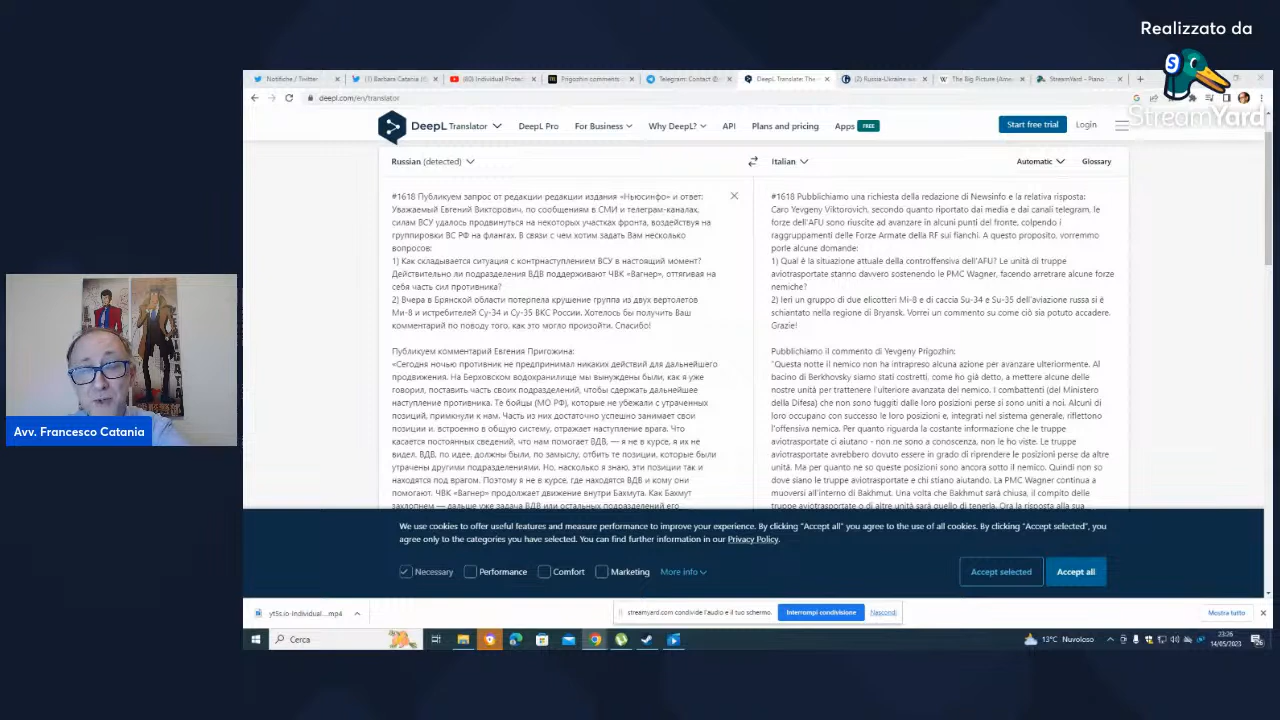 Realizzato da
StreamYard
Notifiche / Twitter
(1) Barbara Catania
(80) Individual Protec
Prigozhin comments
Telegram: Contact @
DeepL Translate: The
(2) Russia-Ukraine
The Big Picture (Ame
StreamYard - Piano
deepl.com/en/translator
DeepL Translator
DeepL Pro
For Business
Why DeepL?
API
Plans and pricing
Apps FREE
Start free trial
Login
Russian (detected)
Italian
Automatic
Glossary
#1618 Публикуем запрос от редакции редакции издания «Ньюсинфо» и ответ:
Уважаемый Евгений Викторович, по сообщениям в СМИ и телеграм-каналах,
силам ВСУ удалось продвинуться на некоторых участках фронта, воздействуя на
группировки ВС РФ на флангах. В связи с чем хотим задать Вам несколько
вопросов:
1) Как складывается ситуация с контрнаступлением ВСУ в настоящий момент?
Действительно ли подразделения ВДВ поддерживают ЧВК «Вагнер», оттягивая на
себя часть сил противника?
2) Вчера в Брянской области потерпела крушение группа из двух вертолетов
Ми-8 и истребителей Су-34 и Су-35 ВКС России. Хотелось бы получить Ваш
комментарий по поводу того, как это могло произойти. Спасибо!
Публикуем комментарий Евгения Пригожина:
«Сегодня ночью противник не предпринимал никаких действий для дальнейшего
продвижения. На Берховском водохранилище мы вынуждены были, как я уже
говорил, поставить часть своих подразделений, чтобы сдержать дальнейшее
наступление противника. Те бойцы (МО РФ), которые не убежали с утраченных
позиций, примкнули к нам. Часть из них достаточно успешно занимает свои
позиции и, встроенно в общую систему, отражает наступление врага. Что
касается постоянных сведений, что нам помогает ВДВ, — я не в курсе, я их не
видел. ВДВ, по идее, должны были, по замыслу, отбить те позиции, которые были
утрачены другими подразделениями. Но, насколько я знаю, эти позиции так и
находятся под врагом. Поэтому я не в курсе, где находятся ВДВ и кому они
помогают. ЧВК «Вагнер» продолжает движение внутри Бахмута. Как Бахмут
захлопнем — дальше уже задача ВДВ или остальных подразделений его
#1618 Pubblichiamo una richiesta della redazione di Newsinfo e la relativa risposta:
Caro Yevgeny Viktorovich, secondo quanto riportato dai media e dai canali telegram, le
forze dell'AFU sono riuscite ad avanzare in alcuni punti del fronte, colpendo i
raggruppamenti delle Forze Armate della RF sui fianchi. A questo proposito, vorremmo
porle alcune domande:
1) Qual è la situazione attuale della controffensiva dell'AFU? Le unità di truppe
aviotrasportate stanno davvero sostenendo le PMC Wagner, facendo arretrare alcune forze
nemiche?
2) Ieri un gruppo di due elicotteri Mi-8 e di caccia Su-34 e Su-35 dell'aviazione russa si è
schiantato nella regione di Bryansk. Vorrei un commento su come ciò sia potuto accadere.
Grazie!
Pubblichiamo il commento di Yevgeny Prigozhin:
"Questa notte il nemico non ha intrapreso alcuna azione per avanzare ulteriormente. Al
bacino di Berkhovsky siamo stati costretti, come ho già detto, a mettere alcune delle
nostre unità per trattenere l'ulteriore avanzata del nemico. I combattenti (del Ministero
della Difesa) che non sono fuggiti dalle loro posizioni perse si sono uniti a noi. Alcuni di
loro occupano con successo le loro posizioni e, integrati nel sistema generale, riflettono
l'offensiva nemica. Per quanto riguarda la costante informazione che le truppe
aviotrasportate ci aiutano - non ne sono a conoscenza, non le ho viste. Le truppe
aviotrasportate avrebbero dovuto essere in grado di riprendere le posizioni perse da altre
unità. Ma per quanto ne so queste posizioni sono ancora sotto il nemico. Quindi non so
dove siano le truppe aviotrasportate e chi stiano aiutando. La PMC Wagner continua a
muoversi all'interno di Bakhmut. Una volta che Bakhmut sarà chiusa, il compito delle
truppe aviotrasportate o di altre unità sarà quello di tenerla. Ora la risposta alla sua
Avv. Francesco Catania
We use cookies to offer useful features and measure performance to improve your experience. By clicking "Accept all" you agree to the use of all cookies. By clicking "Accept selected", you
agree only to the categories you have selected. You can find further information in our Privacy Policy.
Necessary
Performance
Comfort
Marketing
More info
Accept selected
Accept all
yt5s.io-Individual....mp4
streamyard.com condivide l'audio e il tuo schermo.
Interrompi condivisione
Nascondi
Mostra tutto
Cerca
13°C Nuvoloso
23:26
14/05/2023